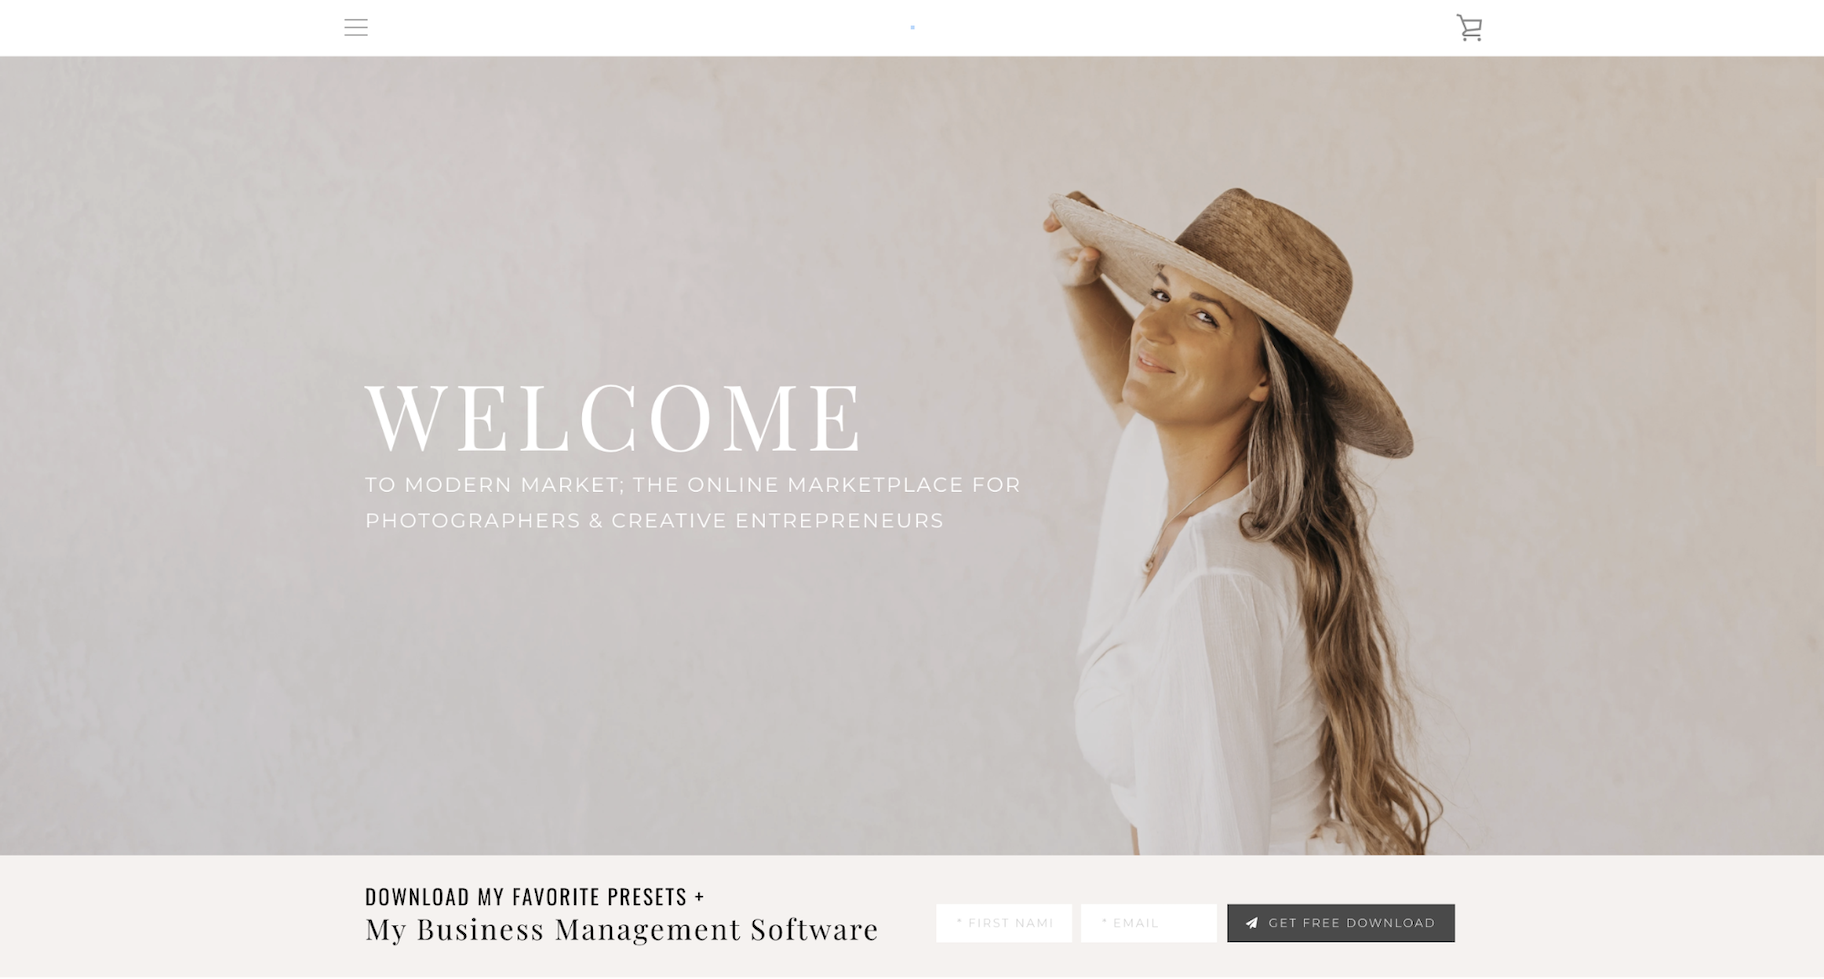 WELCOME
TO MODERN MARKET; THE ONLINE MARKETPLACE FOR
PHOTOGRAPHERS & CREATIVE ENTREPRENEURS
DOWNLOAD MY FAVORITE PRESETS +
My Business Management Software
* FIRST NAM
* EMAIL
GET FREE DOWNLOAD